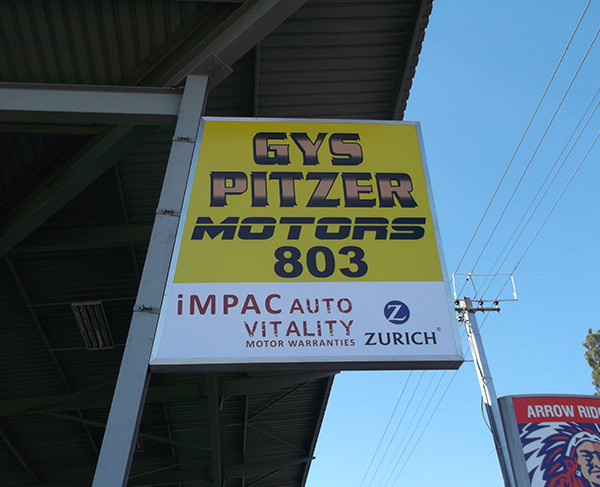 GYS
PITZER
MOTORS
803
iMPAC AUTO
VITALITY
MOTOR WARRANTIES
Z
ZURICH®
ARROW RID